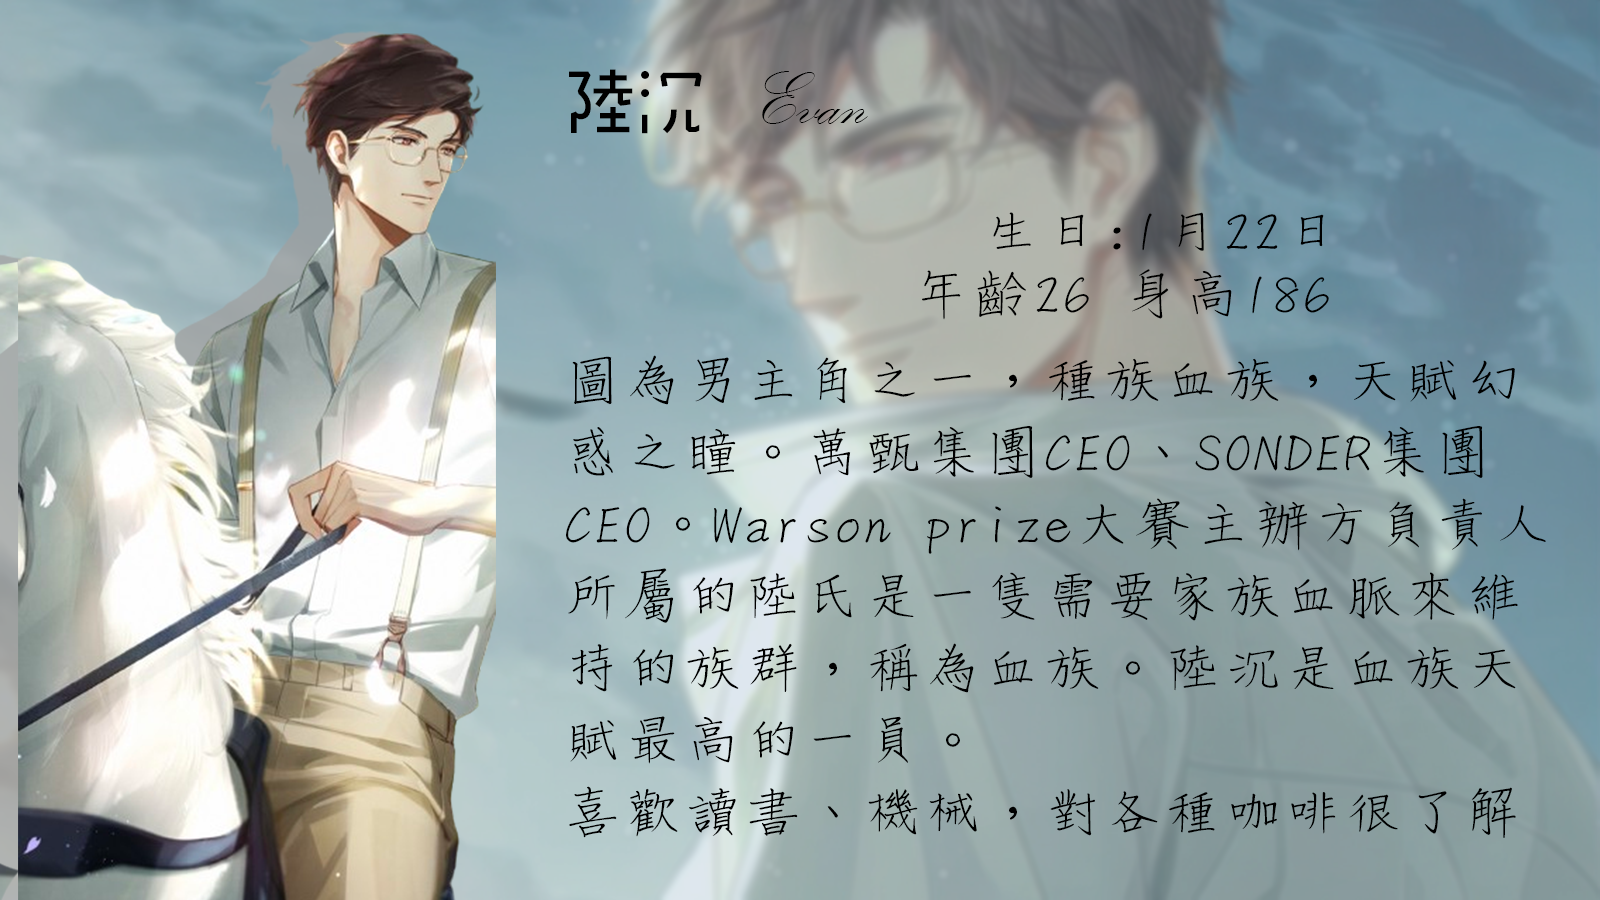 陸沉 Evan
生日:1月22日
年齡26 身高186
圖為男主角之一，種族血族，天賦幻
惑之瞳。萬甄集團CEO、SONDER集團
CEO。Warson prize大賽主辦方負責人
所屬的陸氏是一隻需要家族血脈來維
持的族群，稱為血族。陸沉是血族天
賦最高的一員。
喜歡讀書、機械，對各種咖啡很了解